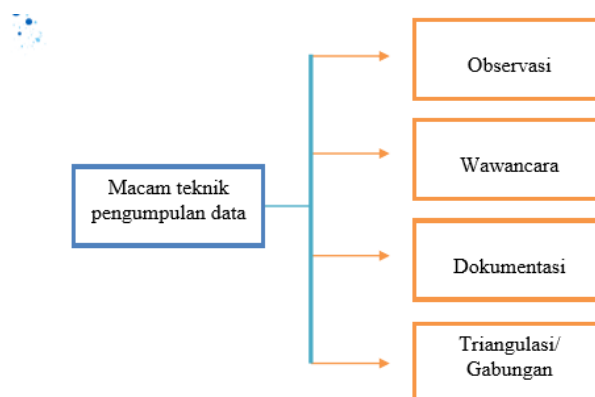 Observasi
Wawancara
Macam teknik
pengumpulan data
Dokumentasi
Triangulasi/
Gabungan